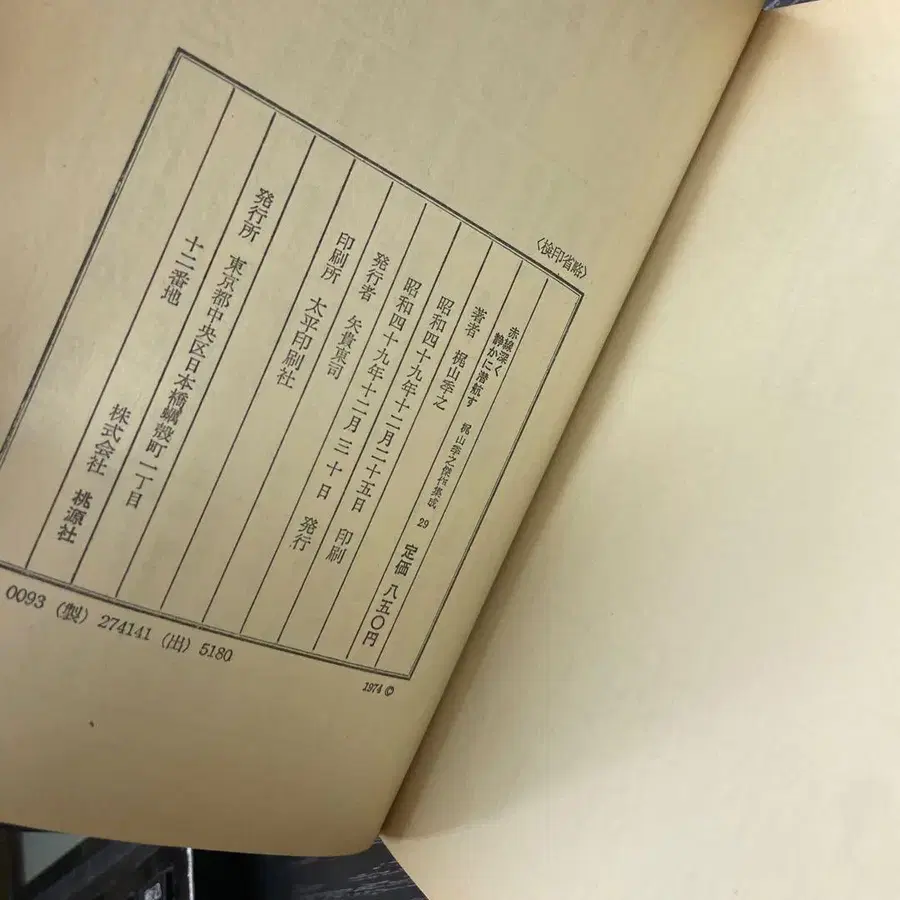 〈検印省略〉
赤線深く
静かに潜航す 梶山季之傑作集成 29 定価 八五〇円
著者 梶山季之
昭和四十九年十二月二十五日 印刷
昭和四十九年十二月三十日 発行
発行者 矢貴東司
印刷所 太平印刷社
発行所 東京都中央区日本橋蠣殻町一丁目
十二番地
株式会社 桃源社
0093 (製) 274141 (出) 5180
1974 ©